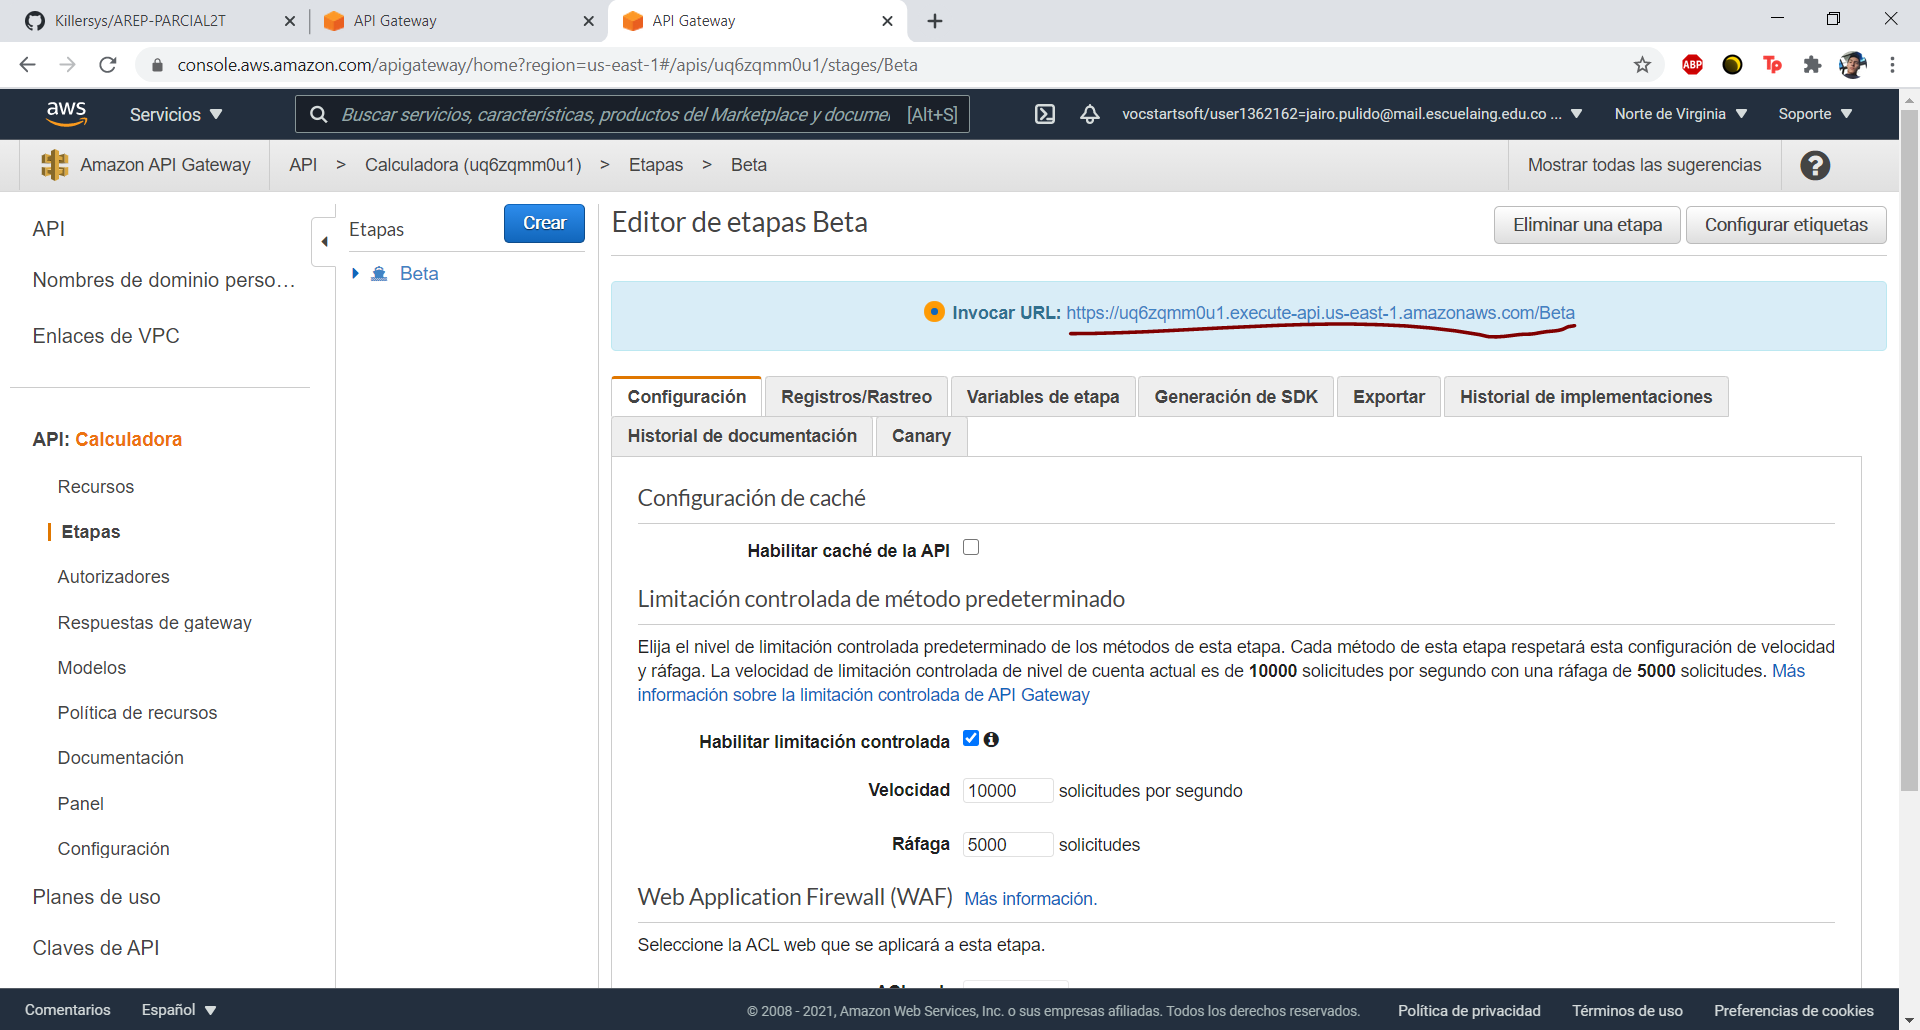 Killersys/AREP-PARCIAL2T
API Gateway
API Gateway
console.aws.amazon.com/apigateway/home?region=us-east-1#/apis/uq6zqmm0u1/stages/Beta
ABP
Tp
aws
Servicios
Buscar servicios, características, productos del Marketplace y docume [Alt+S]
vocstartsoft/user1362162=jairo.pulido@mail.escuelaing.edu.co ...
Norte de Virginia
Soporte
Amazon API Gateway
API > Calculadora (uq6zqmm0u1) > Etapas > Beta
Mostrar todas las sugerencias
?
API
Nombres de dominio perso…
Enlaces de VPC
API: Calculadora
Recursos
Etapas
Autorizadores
Respuestas de gateway
Modelos
Política de recursos
Documentación
Panel
Configuración
Planes de uso
Claves de API
Etapas
Crear
Beta
Editor de etapas Beta
Eliminar una etapa
Configurar etiquetas
Invocar URL: https://uq6zqmm0u1.execute-api.us-east-1.amazonaws.com/Beta
Configuración
Registros/Rastreo
Variables de etapa
Generación de SDK
Exportar
Historial de implementaciones
Historial de documentación
Canary
Configuración de caché
Habilitar caché de la API
Limitación controlada de método predeterminado
Elija el nivel de limitación controlada predeterminado de los métodos de esta etapa. Cada método de esta etapa respetará esta configuración de velocidad
y ráfaga. La velocidad de limitación controlada de nivel de cuenta actual es de 10000 solicitudes por segundo con una ráfaga de 5000 solicitudes. Más
información sobre la limitación controlada de API Gateway
Habilitar limitación controlada
Velocidad 10000 solicitudes por segundo
Ráfaga 5000 solicitudes
Web Application Firewall (WAF) Más información.
Seleccione la ACL web que se aplicará a esta etapa.
Comentarios
Español
© 2008 - 2021, Amazon Web Services, Inc. o sus empresas afiliadas. Todos los derechos reservados.
Política de privacidad
Términos de uso
Preferencias de cookies